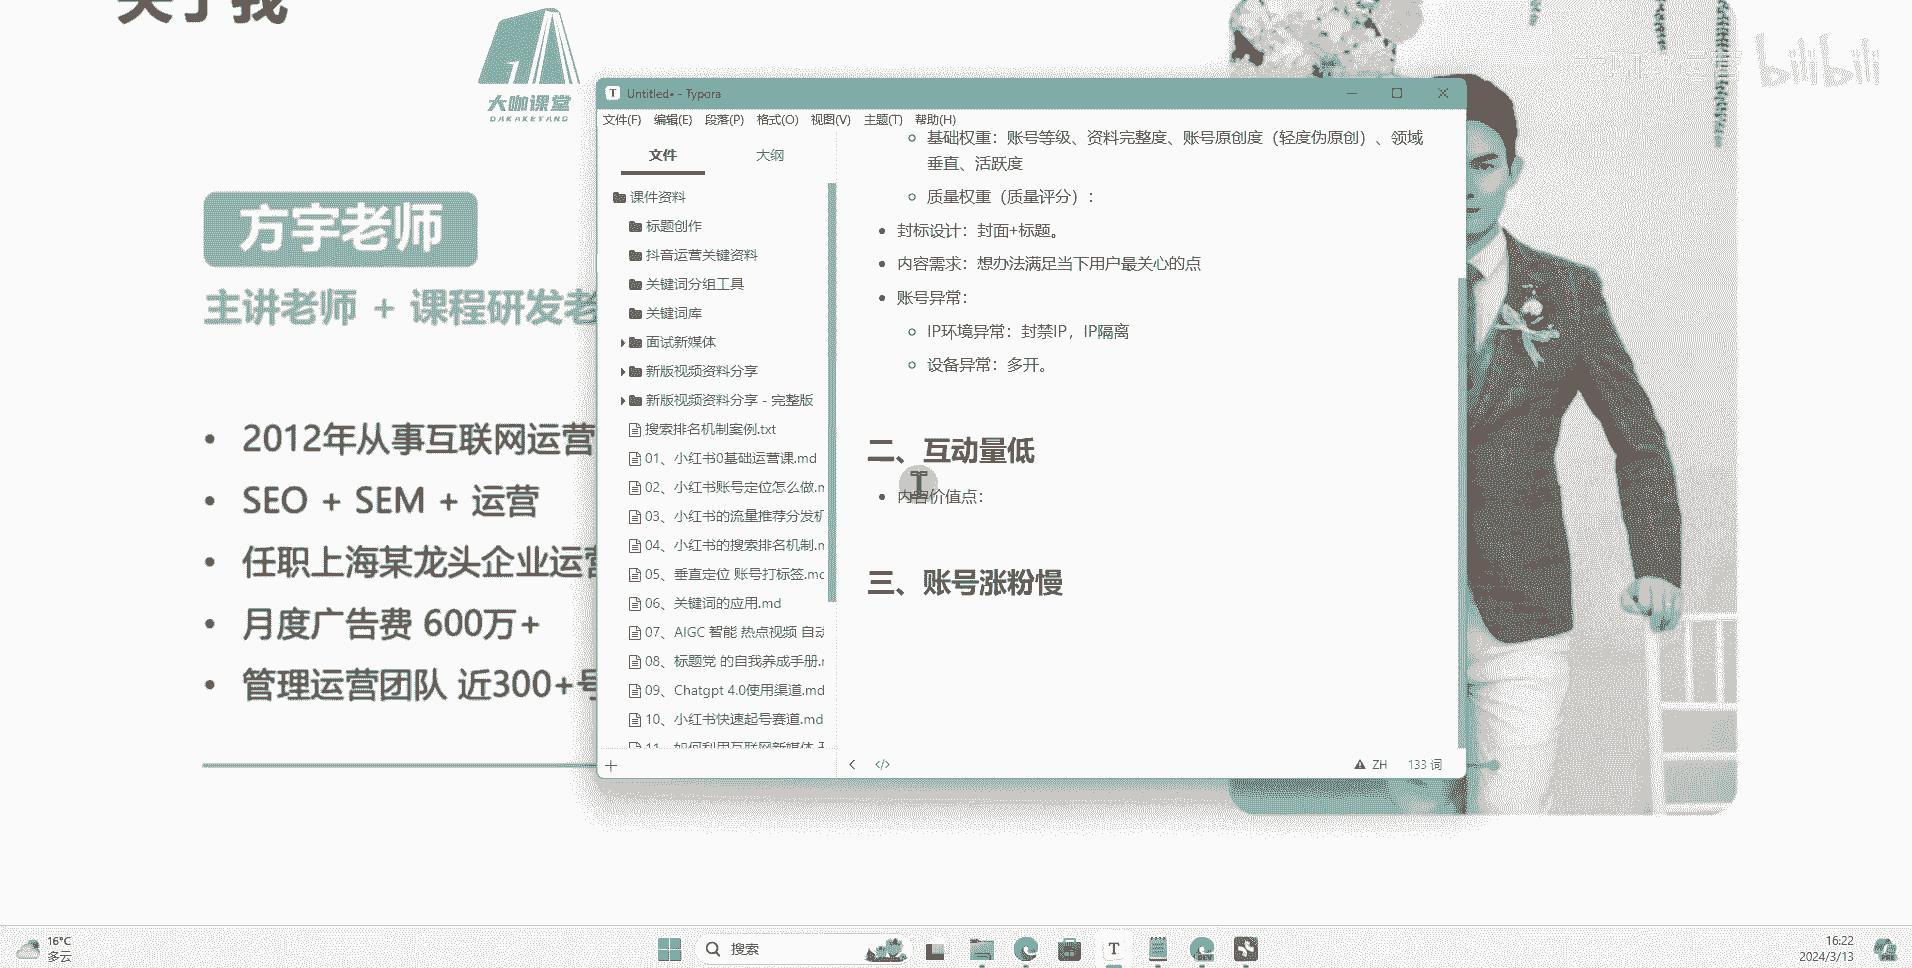 关于我
大咖课堂
DAKAKETANG
bilibili
方宇老师
主讲老师 + 课程研发老
2012年从事互联网运营
SEO + SEM + 运营
任职上海某龙头企业运营
月度广告费 600万+
管理运营团队 近300+号
Untitled• - Typora
文件(F) 编辑(E) 段落(P) 格式(O) 视图(V) 主题(T) 帮助(H)
文件 大纲
课件资料
标题创作
抖音运营关键资料
关键词分组工具
关键词库
面试新媒体
新版视频资料分享
新版视频资料分享 - 完整版
搜索排名机制案例.txt
01、小红书0基础运营课.md
02、小红书账号定位怎么做.m
03、小红书的流量推荐分发机
04、小红书的搜索排名机制.m
05、垂直定位 账号打标签.mc
06、关键词的应用.md
07、AIGC 智能 热点视频 自动
08、标题党 的自我养成手册.r
09、Chatgpt 4.0使用渠道.md
10、小红书快速起号赛道.md
11、如何利用互联网新媒体
基础权重：账号等级、资料完整度、账号原创度（轻度伪原创）、领域
垂直、活跃度
质量权重（质量评分）：
封标设计：封面+标题。
内容需求：想办法满足当下用户最关心的点
账号异常：
IP环境异常：封禁IP，IP隔离
设备异常：多开。
二、互动量低
内容价值点：
三、账号涨粉慢
ZH 133 词
16°C
多云
搜索
16:22
2024/3/13